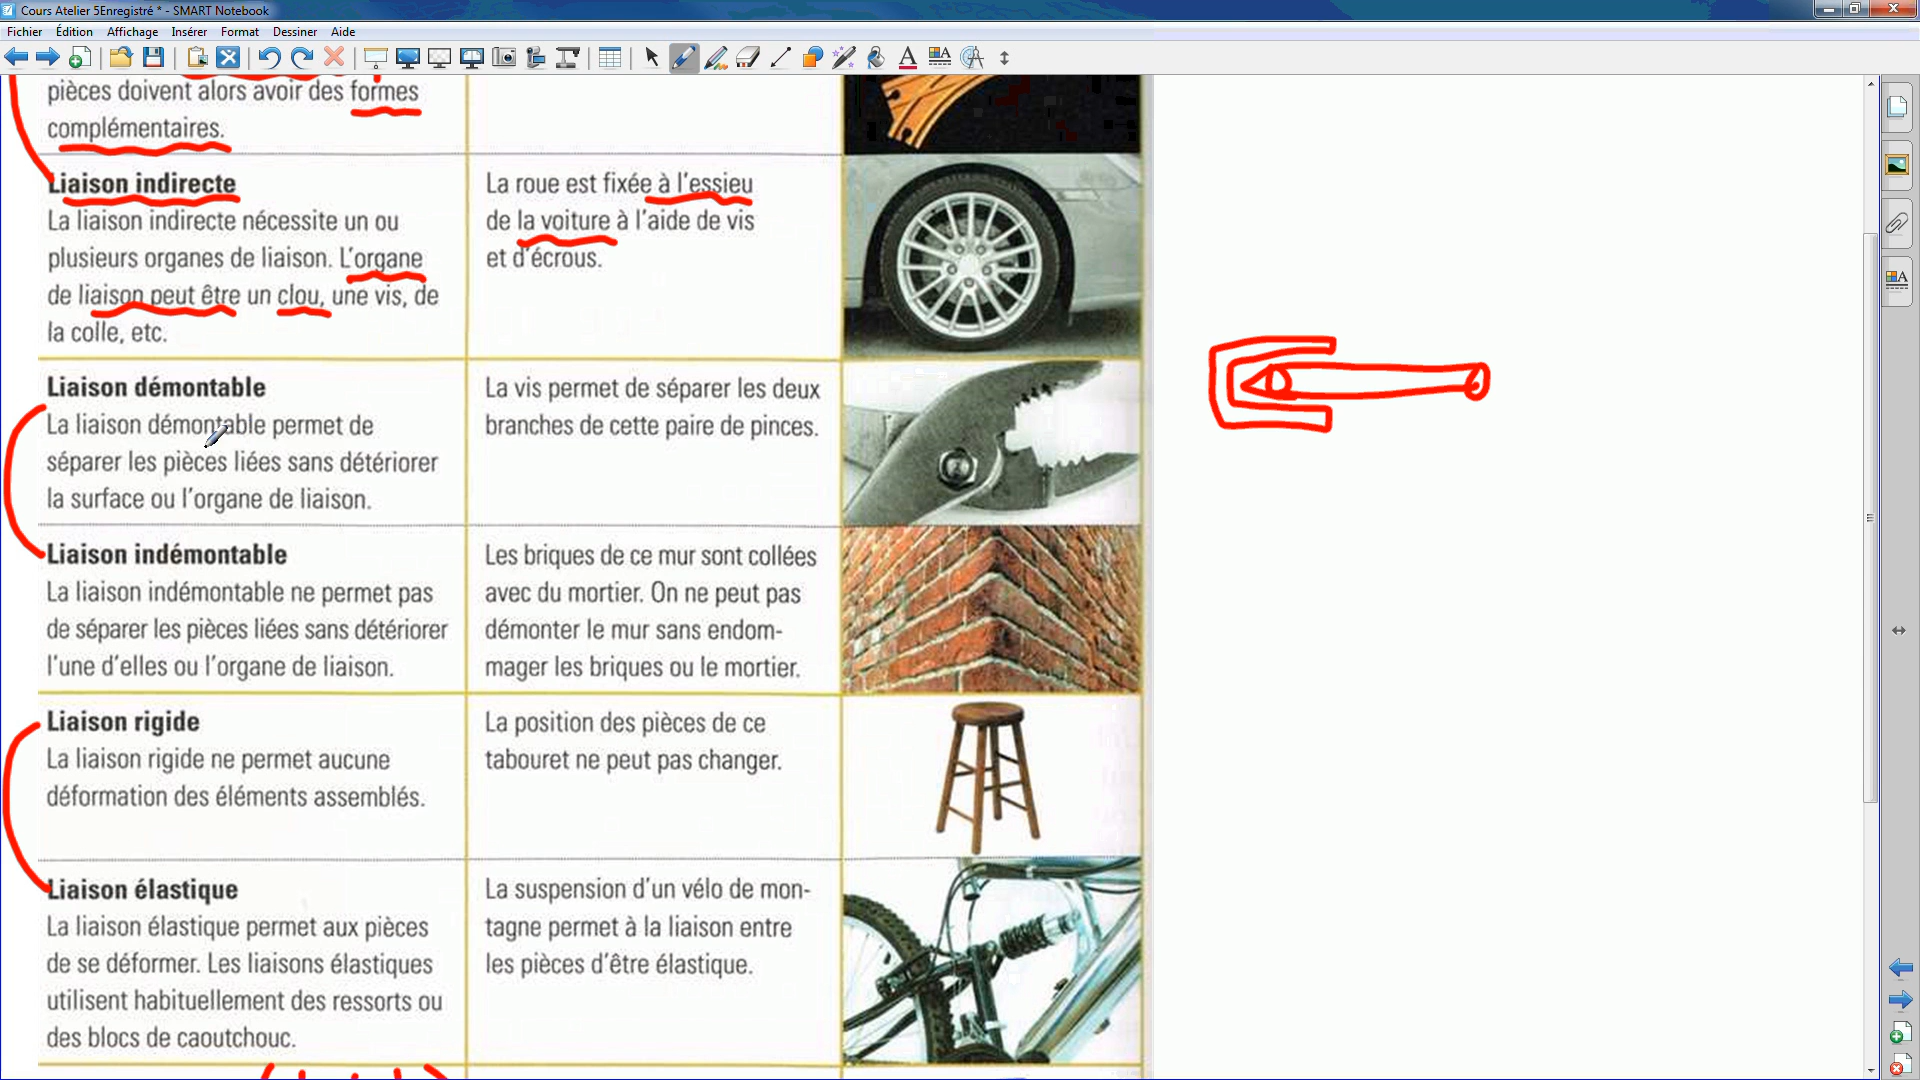 Cours Atelier 5Enregistré * - SMART Notebook
Fichier Édition Affichage Insérer Format Dessiner Aide
pièces doivent alors avoir des formes
complémentaires.
Liaison indirecte
La liaison indirecte nécessite un ou
plusieurs organes de liaison. L'organe
de liaison peut être un clou, une vis, de
la colle, etc.
La roue est fixée à l'essieu
de la voiture à l'aide de vis
et d'écrous.
Liaison démontable
La liaison démontable permet de
séparer les pièces liées sans détériorer
la surface ou l'organe de liaison.
La vis permet de séparer les deux
branches de cette paire de pinces.
Liaison indémontable
La liaison indémontable ne permet pas
de séparer les pièces liées sans détériorer
l'une d'elles ou l'organe de liaison.
Les briques de ce mur sont collées
avec du mortier. On ne peut pas
démonter le mur sans endom-
mager les briques ou le mortier.
Liaison rigide
La liaison rigide ne permet aucune
déformation des éléments assemblés.
La position des pièces de ce
tabouret ne peut pas changer.
Liaison élastique
La liaison élastique permet aux pièces
de se déformer. Les liaisons élastiques
utilisent habituellement des ressorts ou
des blocs de caoutchouc.
La suspension d'un vélo de mon-
tagne permet à la liaison entre
les pièces d'être élastique.